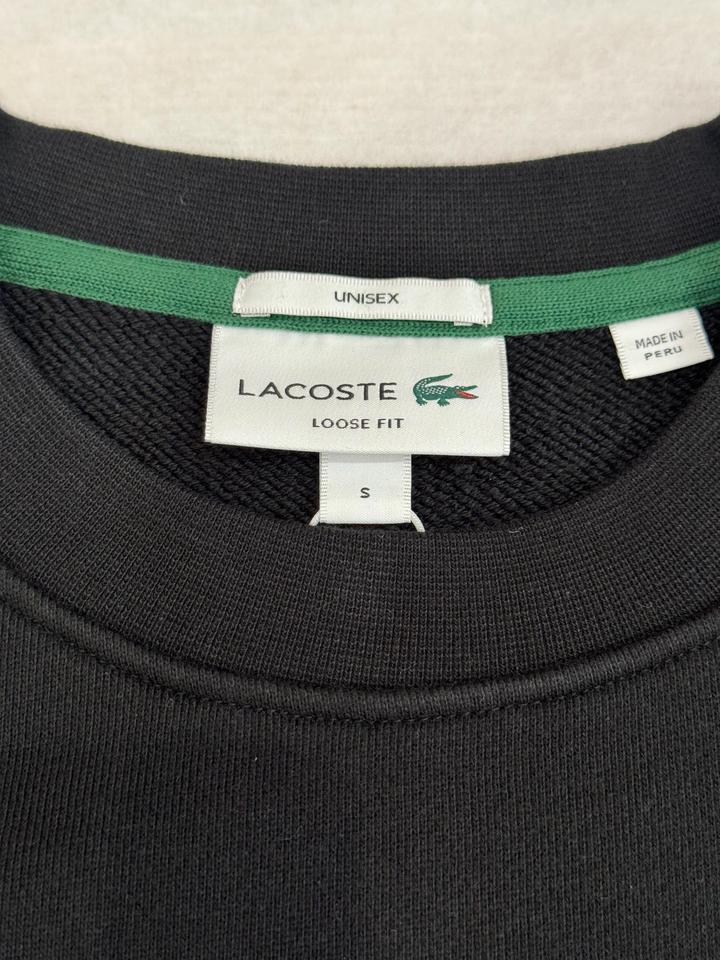 UNISEX
LACOSTE
LOOSE FIT
S
MADE IN
PERU